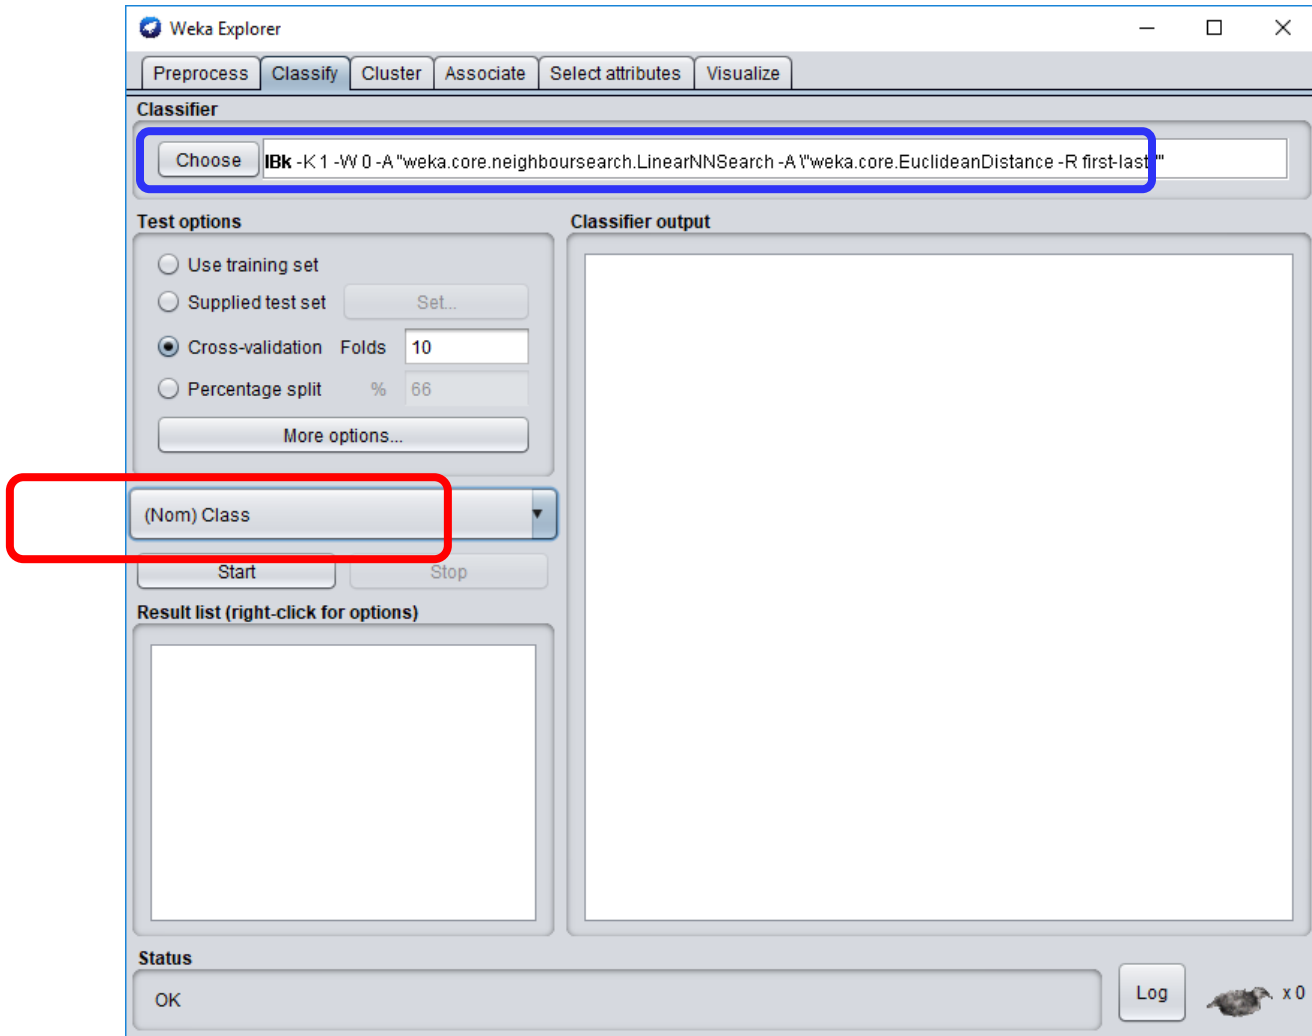 Weka Explorer
Preprocess Classify Cluster Associate Select attributes Visualize
Classifier
Choose IBk -K 1 -W 0 -A "weka.core.neighboursearch.LinearNNSearch -A \"weka.core.EuclideanDistance -R first-last\""
Test options
Use training set
Supplied test set Set...
Cross-validation Folds 10
Percentage split % 66
More options...
(Nom) Class
Start Stop
Result list (right-click for options)
Classifier output
Status
OK
Log x 0